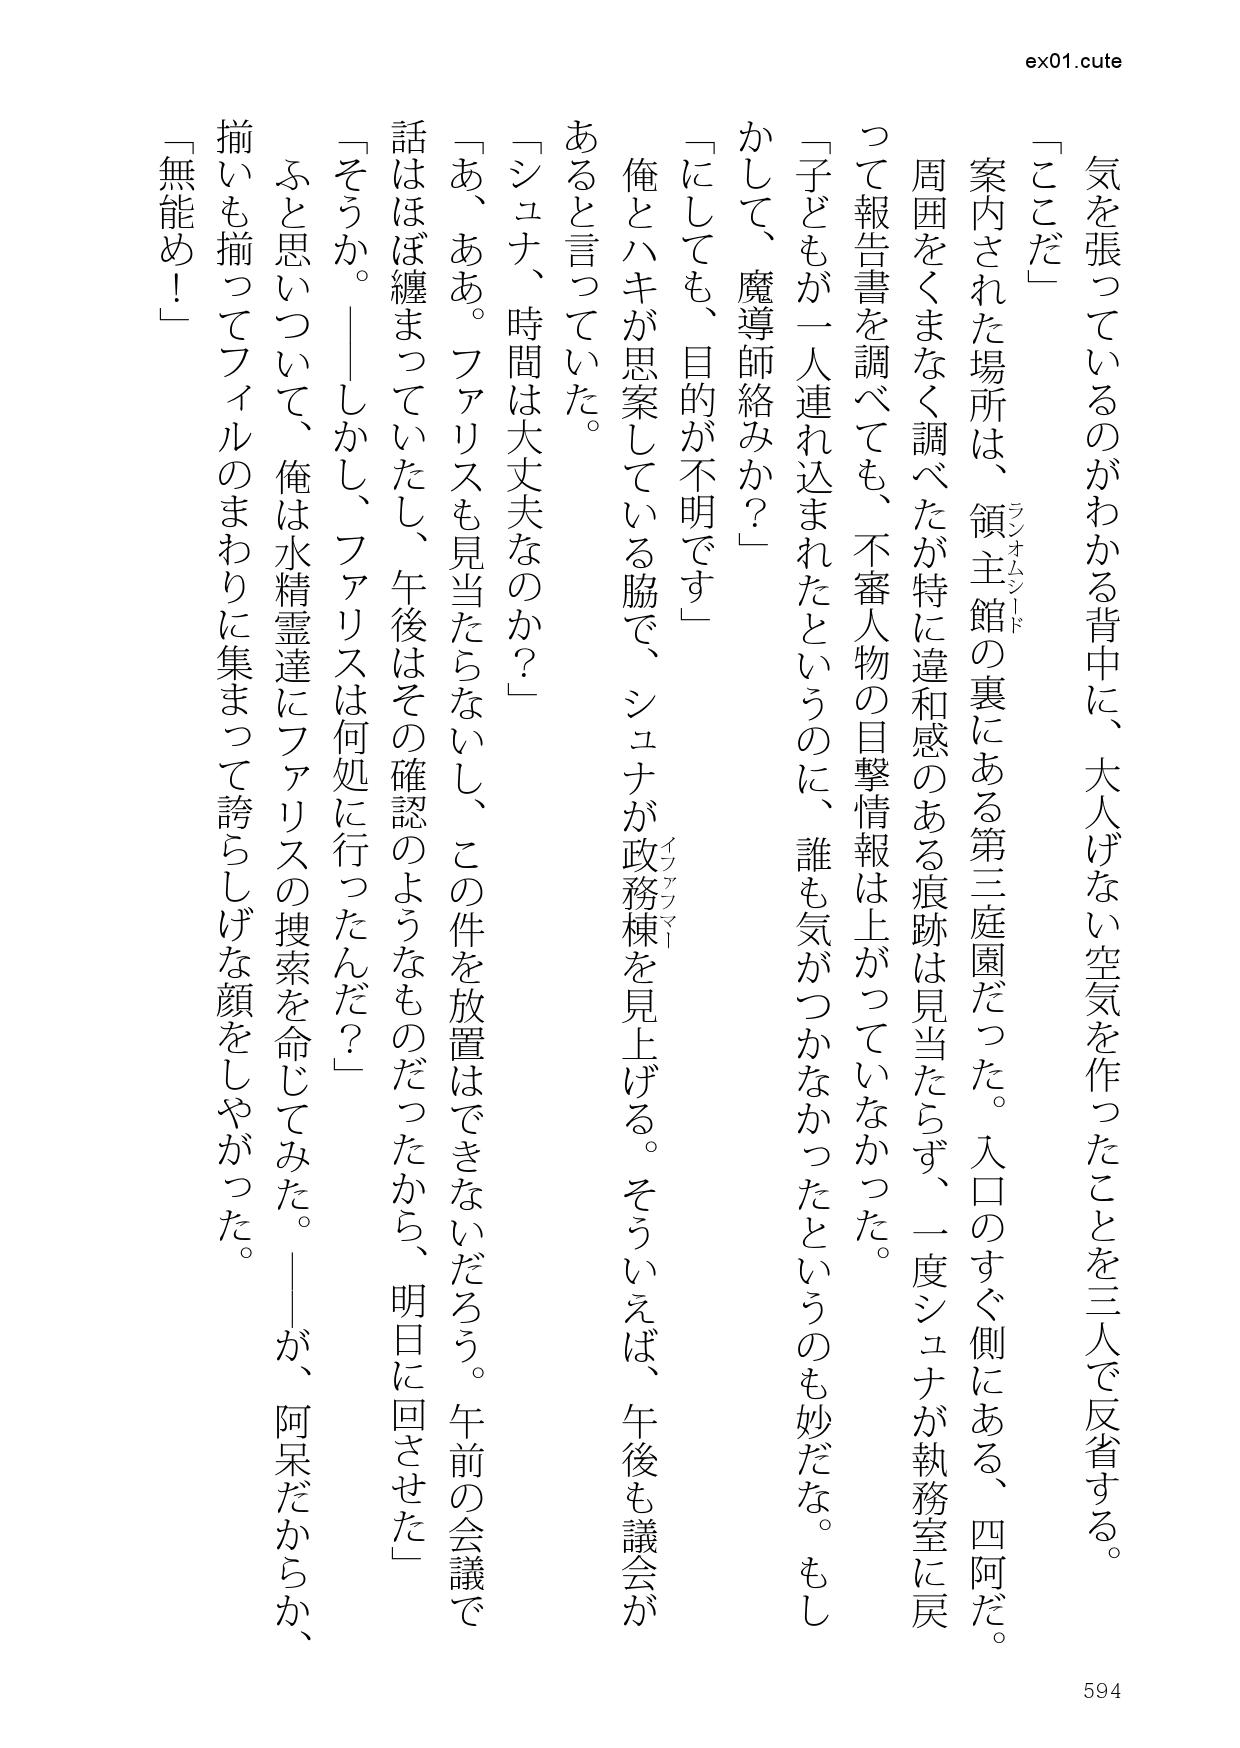 ex01.cute
気を張っているのがわかる背中に、大人げない空気を作ったことを三人で反省する。
「ここだ」
案内された場所は、領主館の裏にある第三庭園だった。入口のすぐ側にある、四阿だ。
ランオムシード
周囲をくまなく調べたが特に違和感のある痕跡は見当たらず、一度シュナが執務室に戻
って報告書を調べても、不審人物の目撃情報は上がっていなかった。
「子どもが一人連れ込まれたというのに、誰も気がつかなかったというのも妙だな。もし
かして、魔導師絡みか？」
「にしても、目的が不明です」
俺とハキが思案している脇で、シュナが政務棟を見上げる。そういえば、午後も議会が
イファアフマー
あると言っていた。
「シュナ、時間は大丈夫なのか？」
「あ、ああ。ファリスも見当たらないし、この件を放置はできないだろう。午前の会議で
話はほぼ纏まっていたし、午後はその確認のようなものだったから、明日に回させた」
「そうか。――しかし、ファリスは何処に行ったんだ？」
ふと思いついて、俺は水精霊達にファリスの捜索を命じてみた。――が、阿呆だからか、
揃いも揃ってフィルのまわりに集まって誇らしげな顔をしやがった。
「無能め！」
594